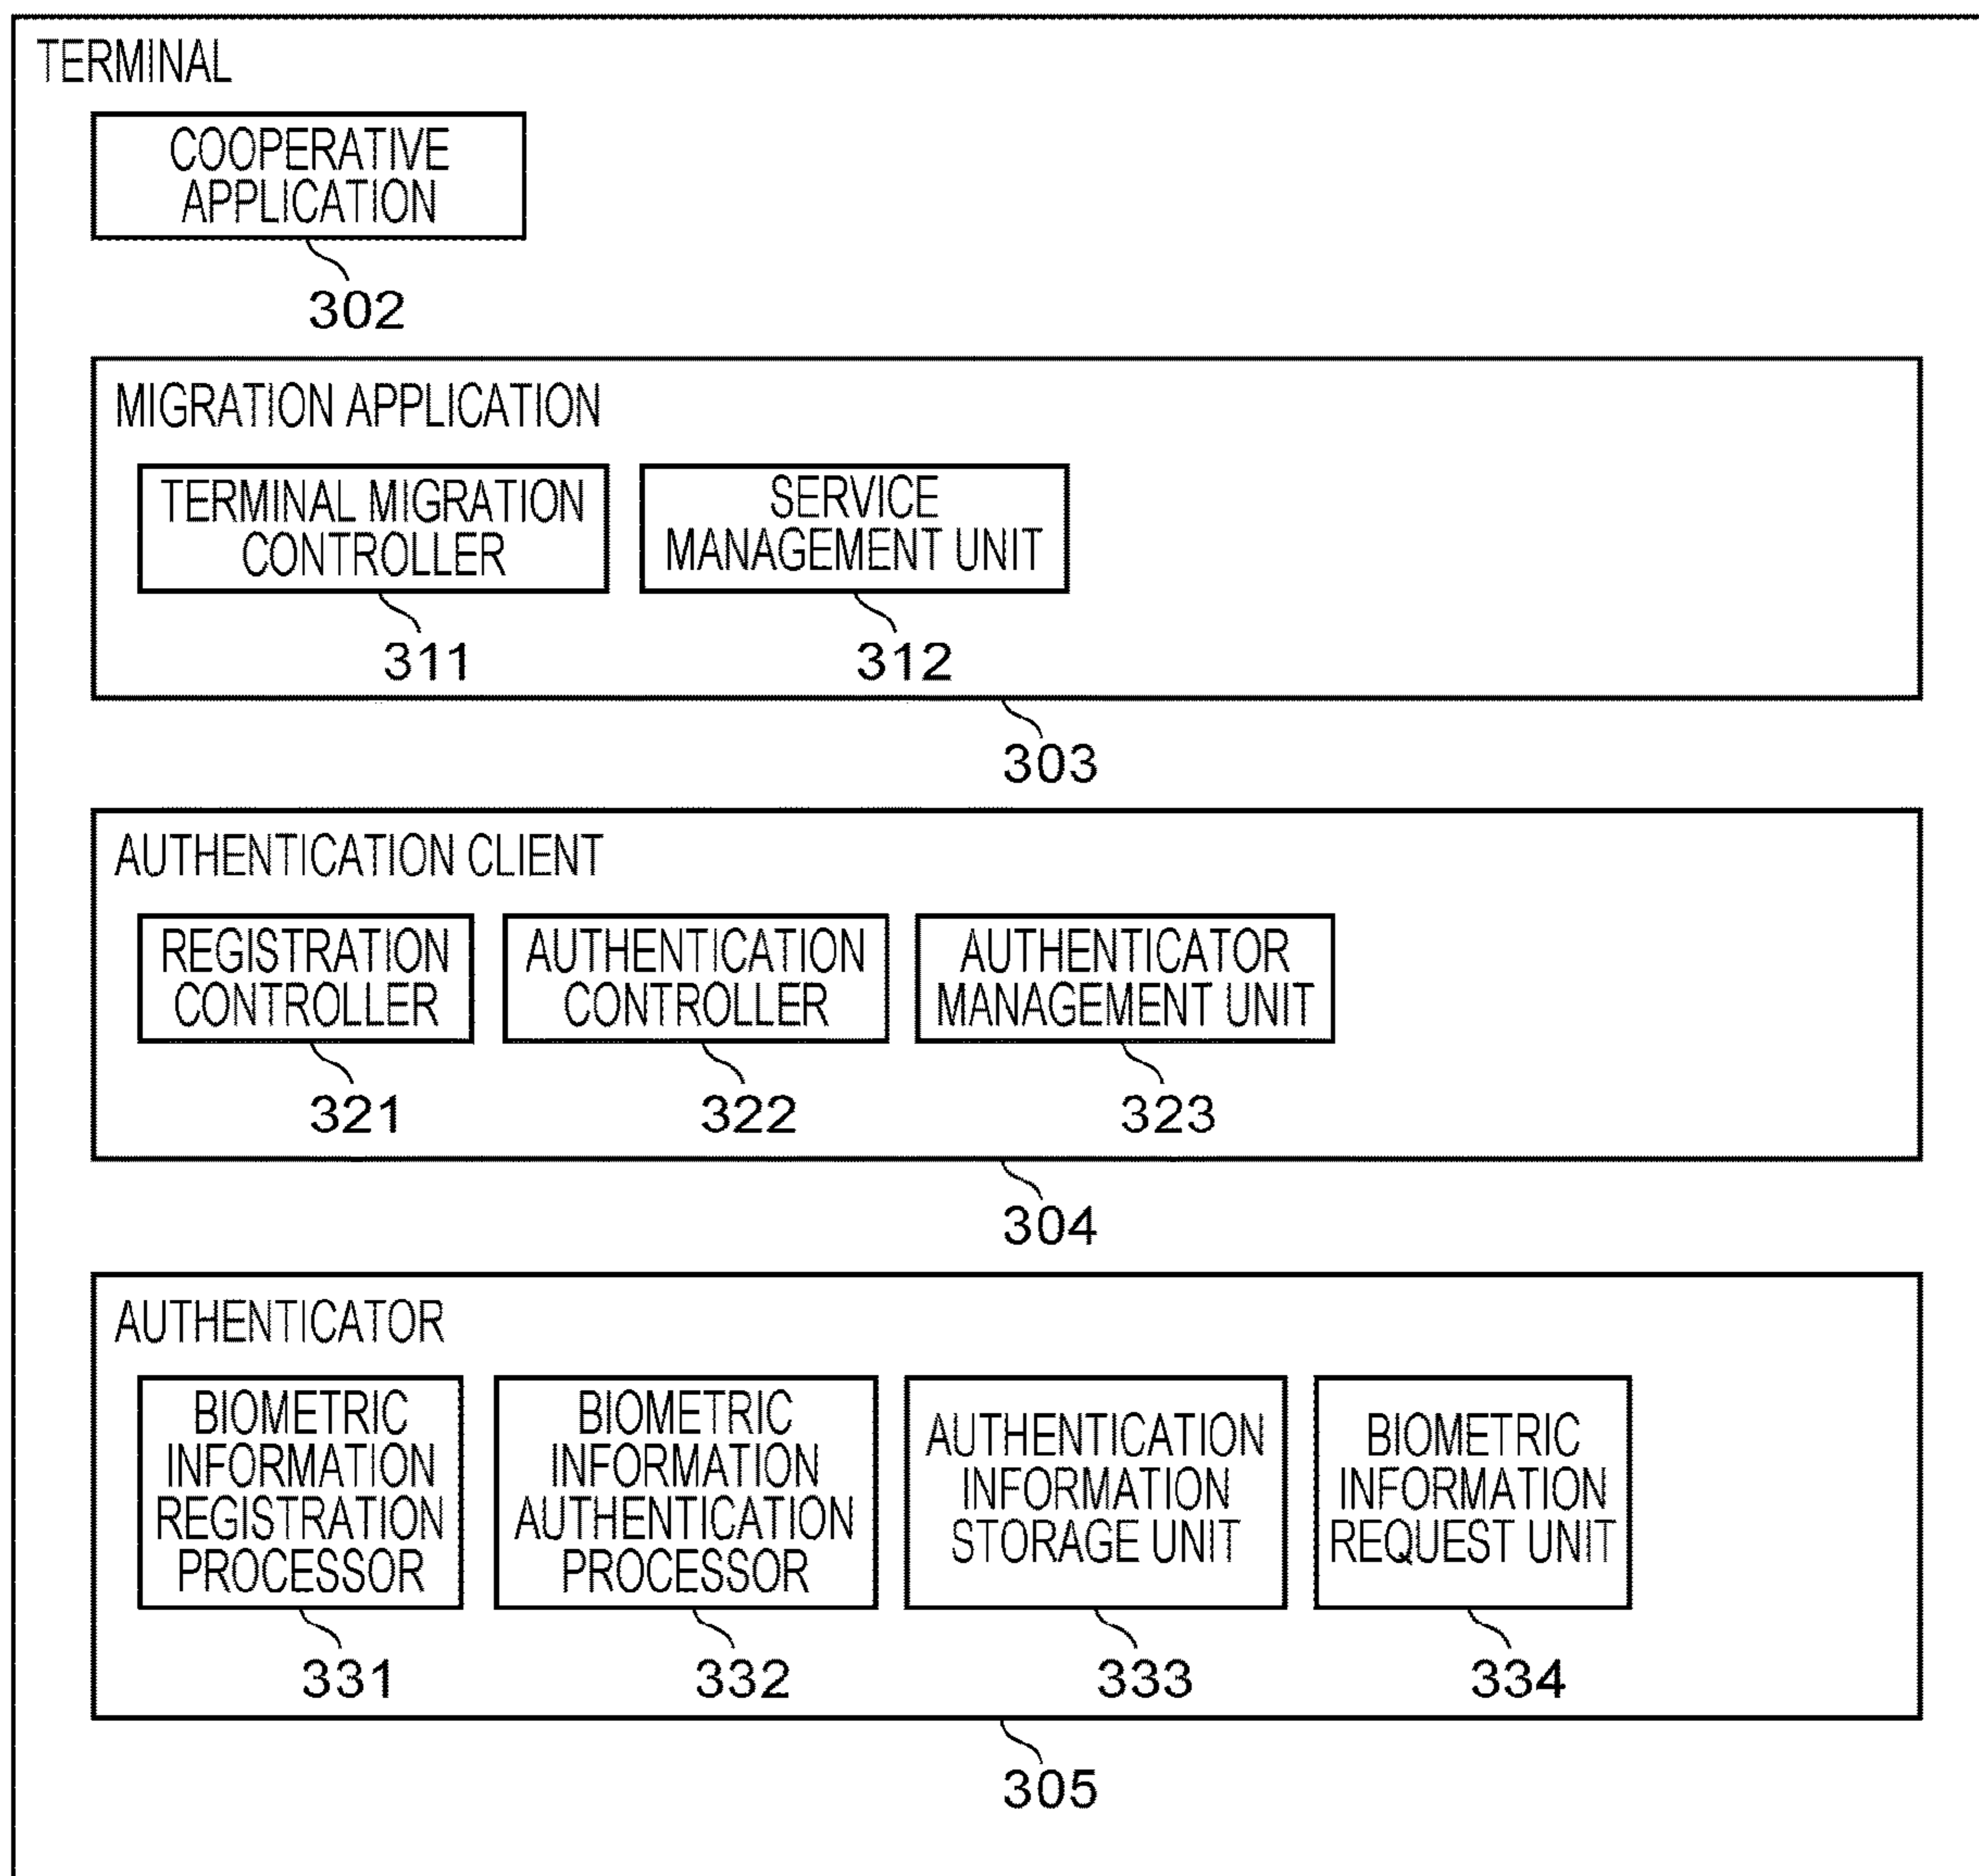 TERMINAL
COOPERATIVE
APPLICATION
302
MIGRATION APPLICATION
TERMINAL MIGRATION
CONTROLLER
311
SERVICE
MANAGEMENT UNIT
312
303
AUTHENTICATION CLIENT
REGISTRATION
CONTROLLER
321
AUTHENTICATION
CONTROLLER
322
AUTHENTICATOR
MANAGEMENT UNIT
323
304
AUTHENTICATOR
BIOMETRIC
INFORMATION
REGISTRATION
PROCESSOR
331
BIOMETRIC
INFORMATION
AUTHENTICATION
PROCESSOR
332
AUTHENTICATION
INFORMATION
STORAGE UNIT
333
BIOMETRIC
INFORMATION
REQUEST UNIT
334
305